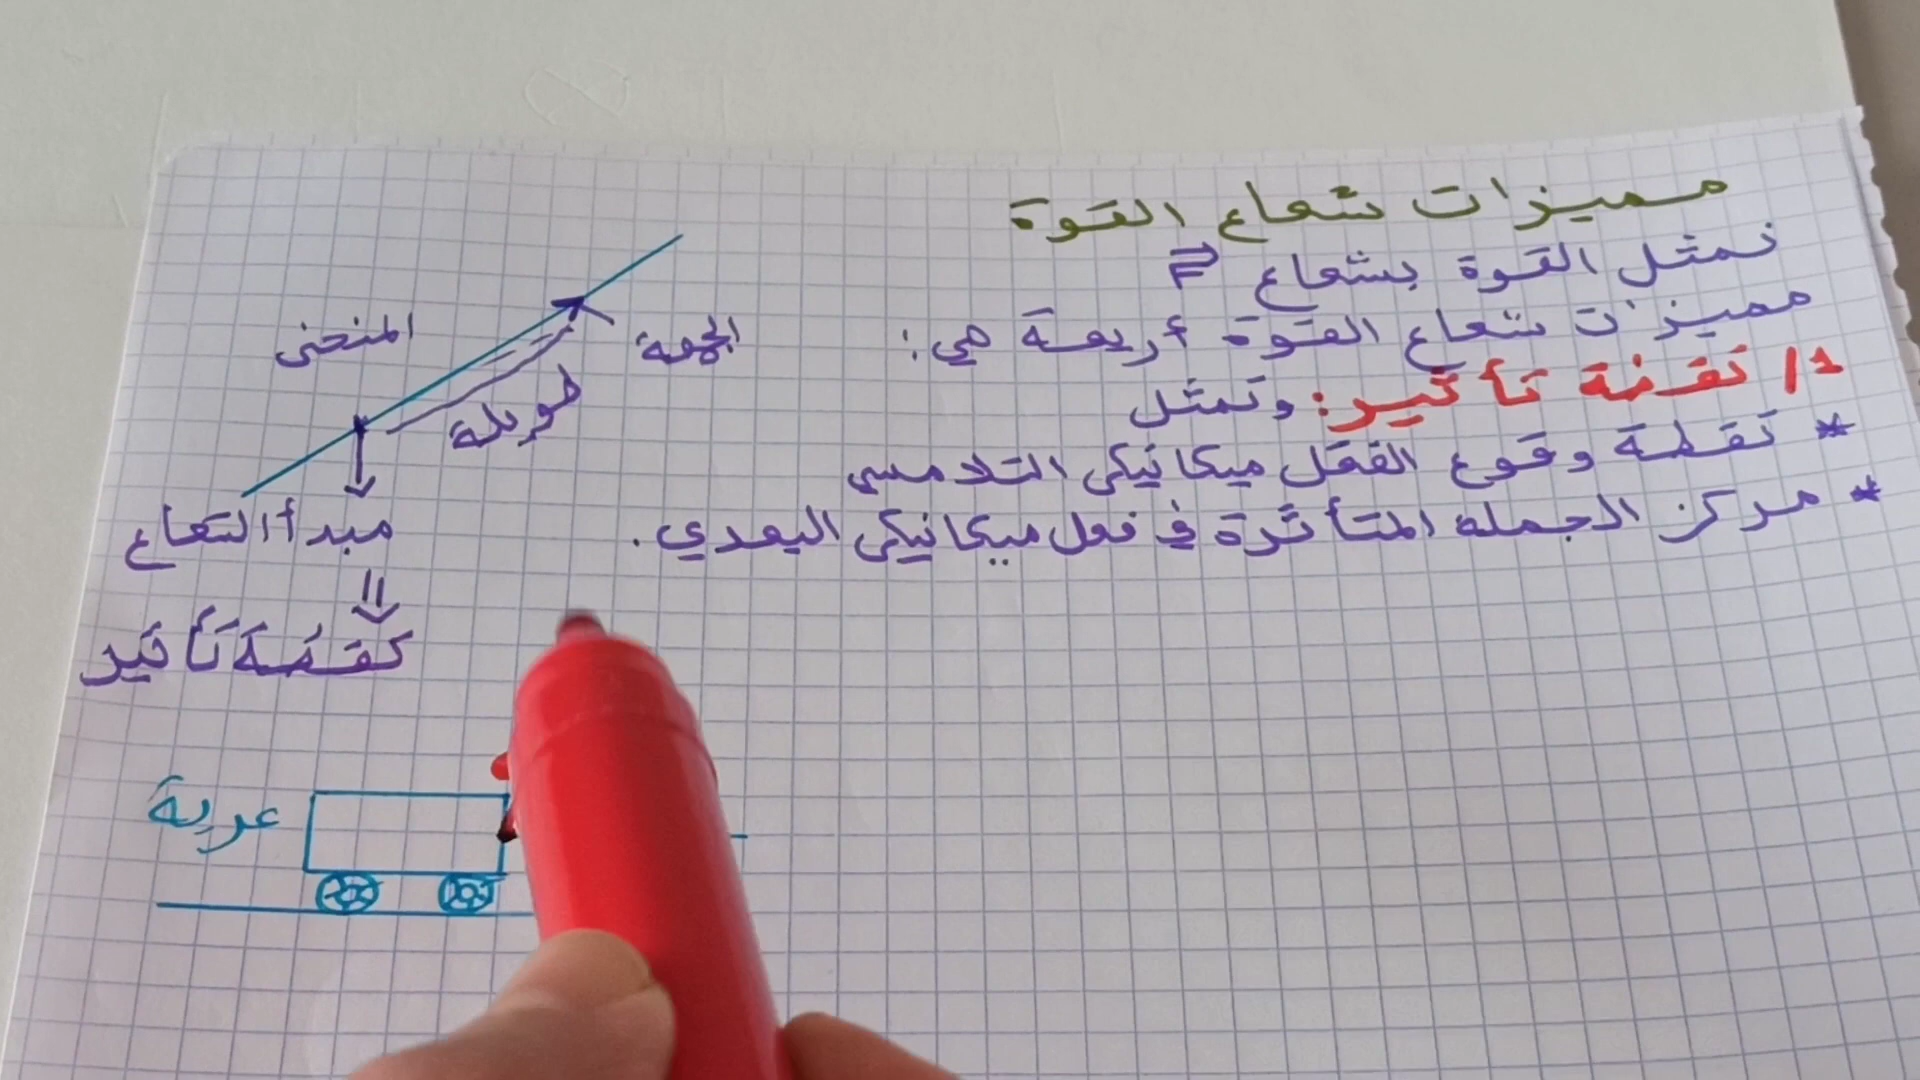 مميزات شعاع القوة
نمثل القوة بشعاع F
مميزات شعاع القوة أربعة هي:
1/ نقطة تأثير: وتمثل
* نقطة وقوع الفعل ميكانيكي التلامسي
* مركز الجملة المتأثرة في فعل ميكانيكي البعدي.
المنحنى
الجهة
طويلة
مبدأ الشعاع
نقطة تأثير
عربة